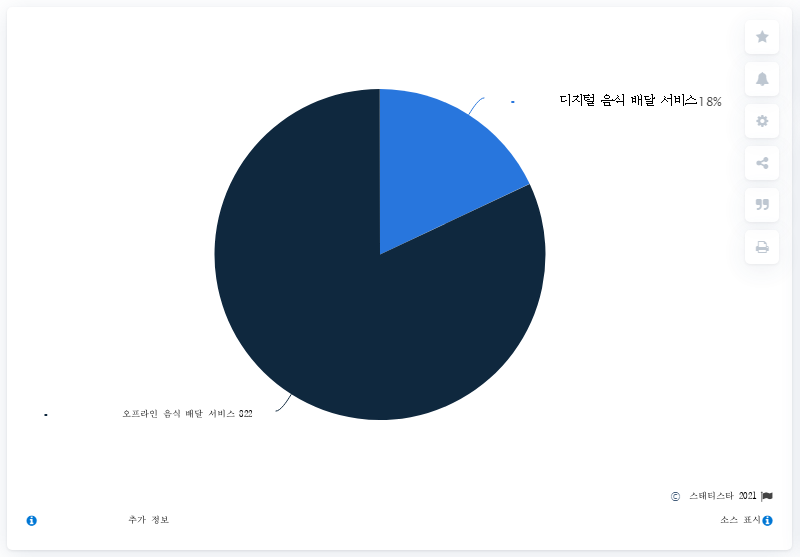 디지털 음식 배달 서비스18%
오프라인 음식 배달 서비스 822
© 스태티스타 2021
추가 정보
소스 표시